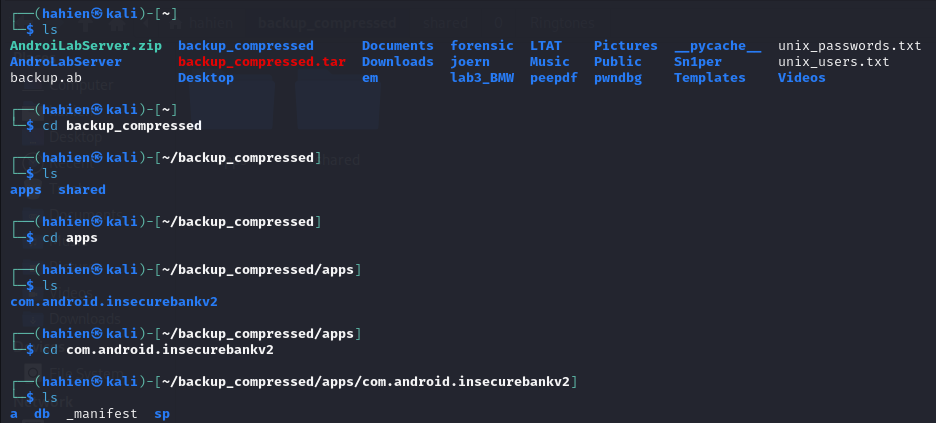 ┌──(hahien㉿kali)-[~]
└─$ ls
AndroiLabServer.zip backup_compressed Documents forensic LTAT Pictures __pycache__ unix_passwords.txt
AndroLabServer backup_compressed.tar Downloads joern Music Public Sn1per unix_users.txt
backup.ab Desktop em lab3_BMW peepdf pwndbg Templates Videos
┌──(hahien㉿kali)-[~]
└─$ cd backup_compressed
┌──(hahien㉿kali)-[~/backup_compressed]
└─$ ls
apps shared
┌──(hahien㉿kali)-[~/backup_compressed]
└─$ cd apps
┌──(hahien㉿kali)-[~/backup_compressed/apps]
└─$ ls
com.android.insecurebankv2
┌──(hahien㉿kali)-[~/backup_compressed/apps]
└─$ cd com.android.insecurebankv2
┌──(hahien㉿kali)-[~/backup_compressed/apps/com.android.insecurebankv2]
└─$ ls
a db _manifest sp